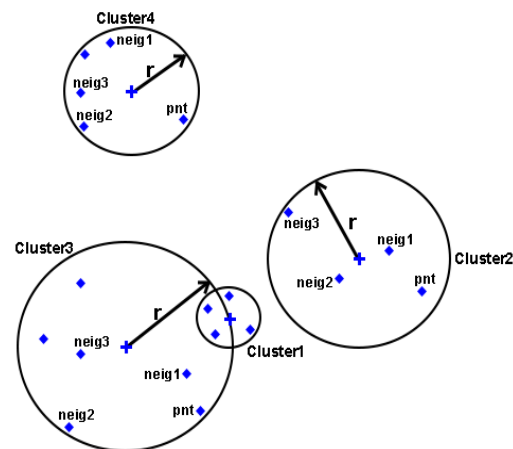 Cluster4
neig1
r
neig3
neig2
pnt
Cluster3
neig3
r
neig1
neig2
pnt
Cluster2
r
neig3
Cluster1
neig1
neig2
pnt